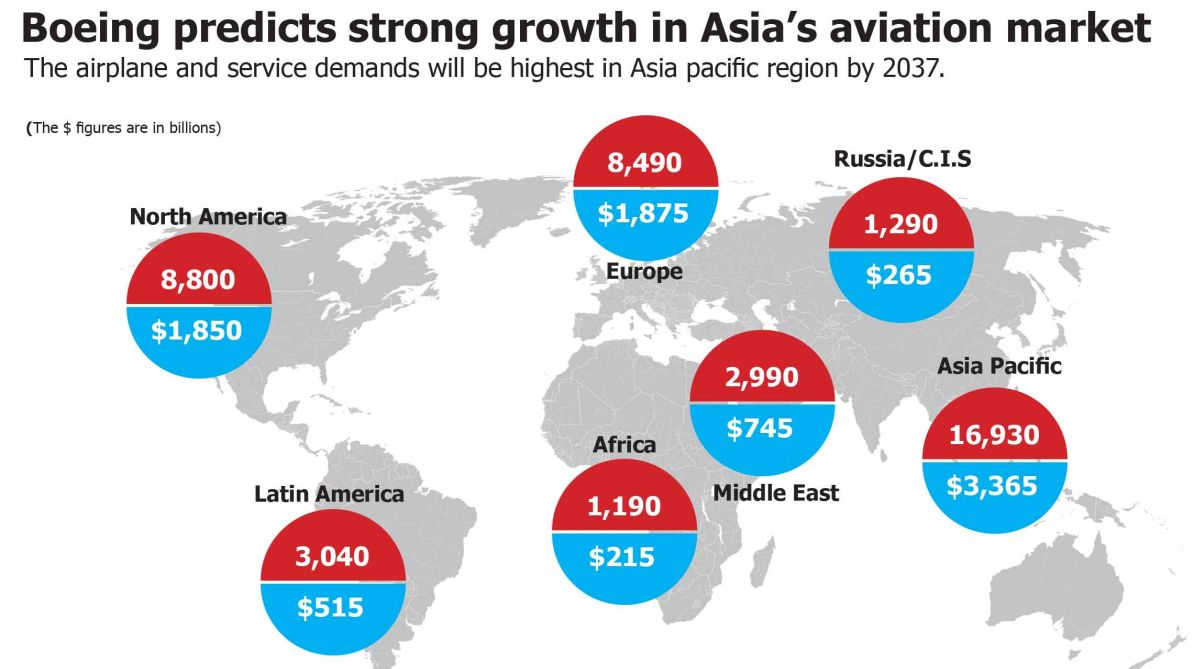 Boeing predicts strong growth in Asia’s aviation market
The airplane and service demands will be highest in Asia pacific region by 2037.
(The $ figures are in billions)
8,490
$1,875
Europe
Russia/C.I.S
1,290
$265
North America
8,800
$1,850
2,990
$745
Middle East
Asia Pacific
16,930
$3,365
Africa
1,190
$215
Latin America
3,040
$515